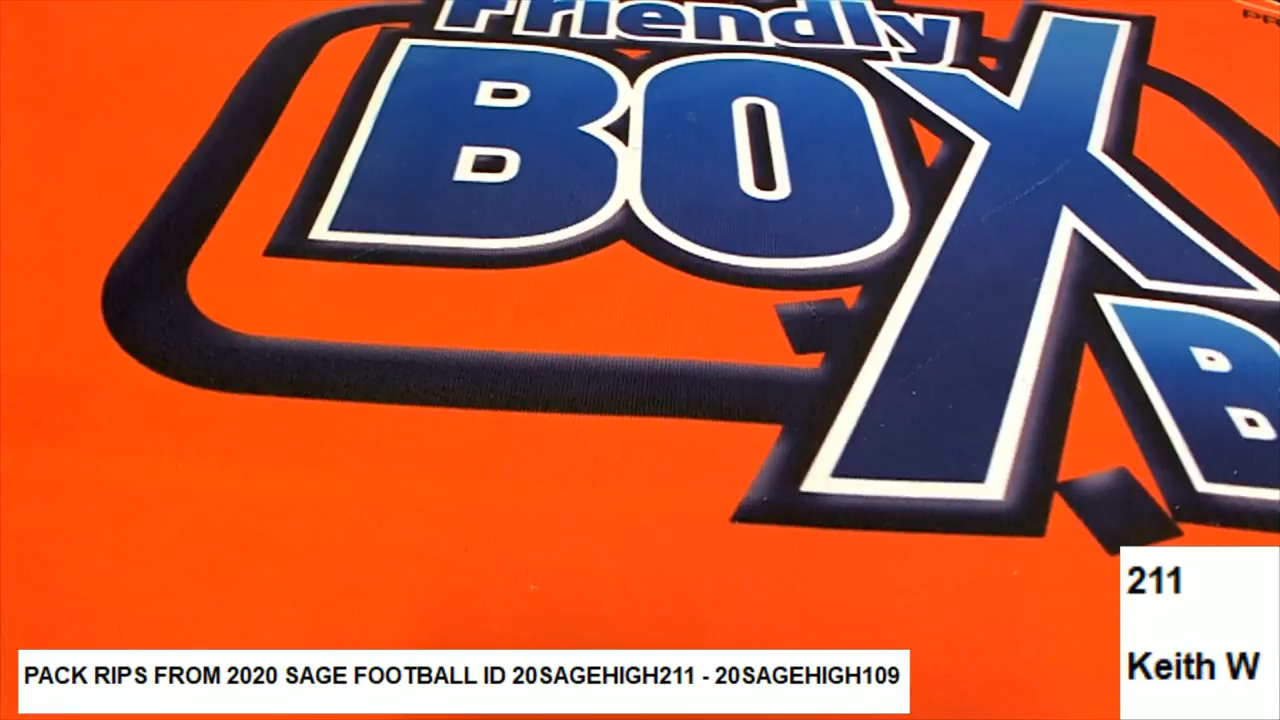 Friendly
BOX
B
211
Keith W
PACK RIPS FROM 2020 SAGE FOOTBALL ID 20SAGEHIGH211 - 20SAGEHIGH109